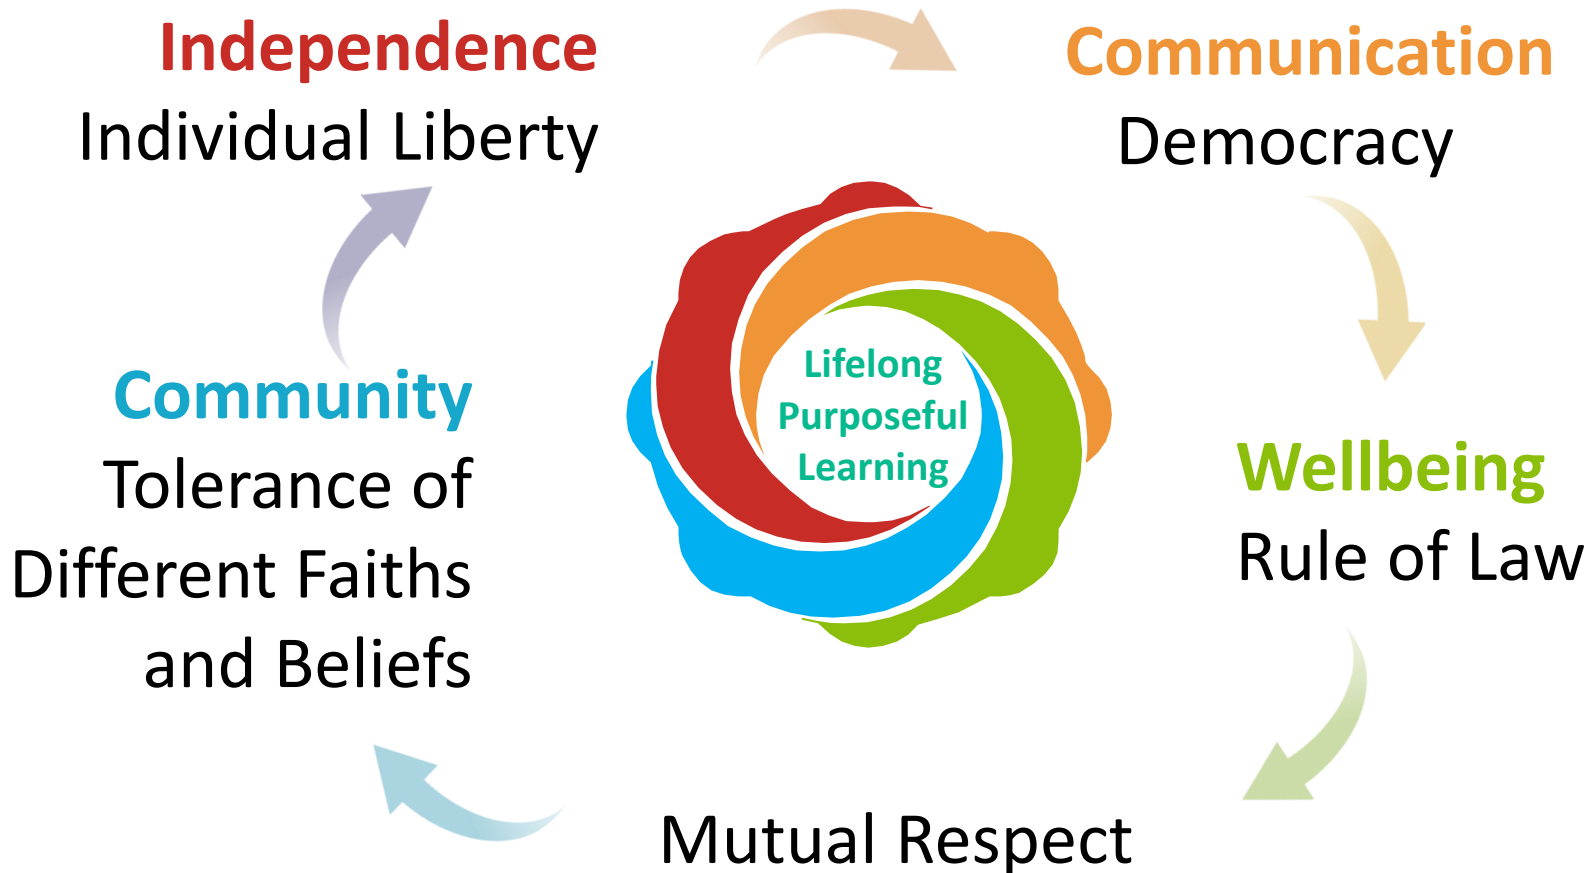 Independence
Individual Liberty
Communication
Democracy
Lifelong
Purposeful
Learning
Community
Tolerance of
Different Faiths
and Beliefs
Wellbeing
Rule of Law
Mutual Respect